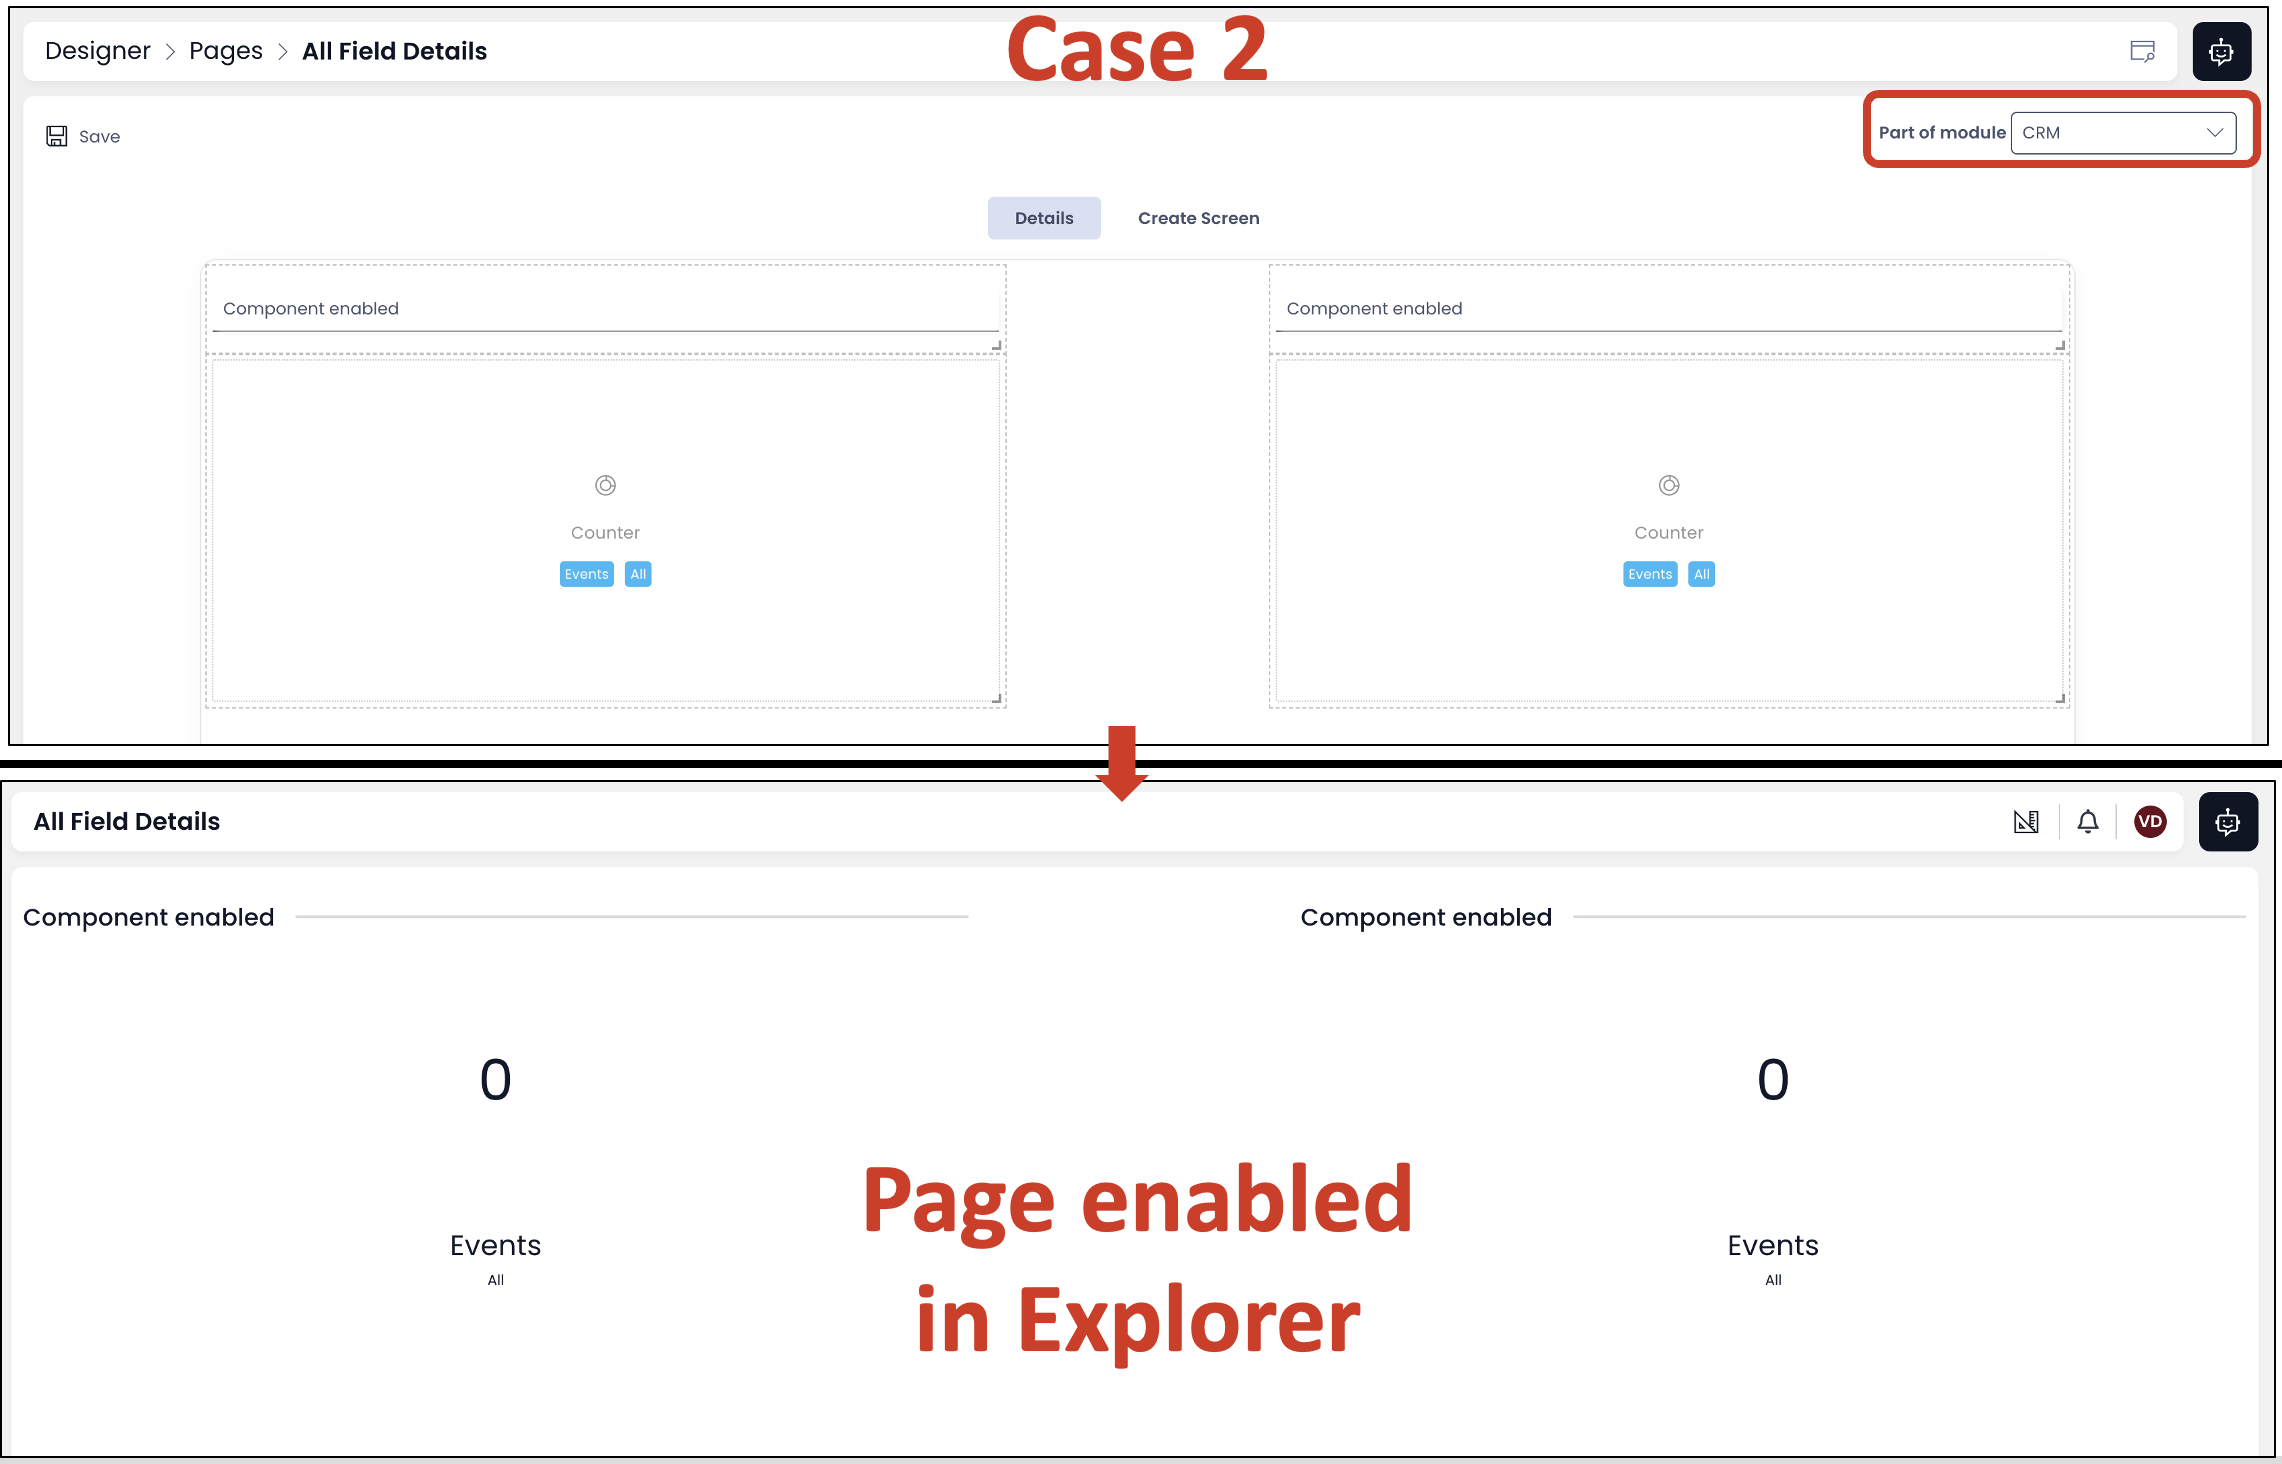 Case 2
Designer > Pages > All Field Details
Save
Part of module CRM
Details Create Screen
Component enabled
Component enabled
Counter
Events All
Counter
Events All
All Field Details
VD
Component enabled
Component enabled
0
0
Events
All
Events
All
Page enabled
in Explorer